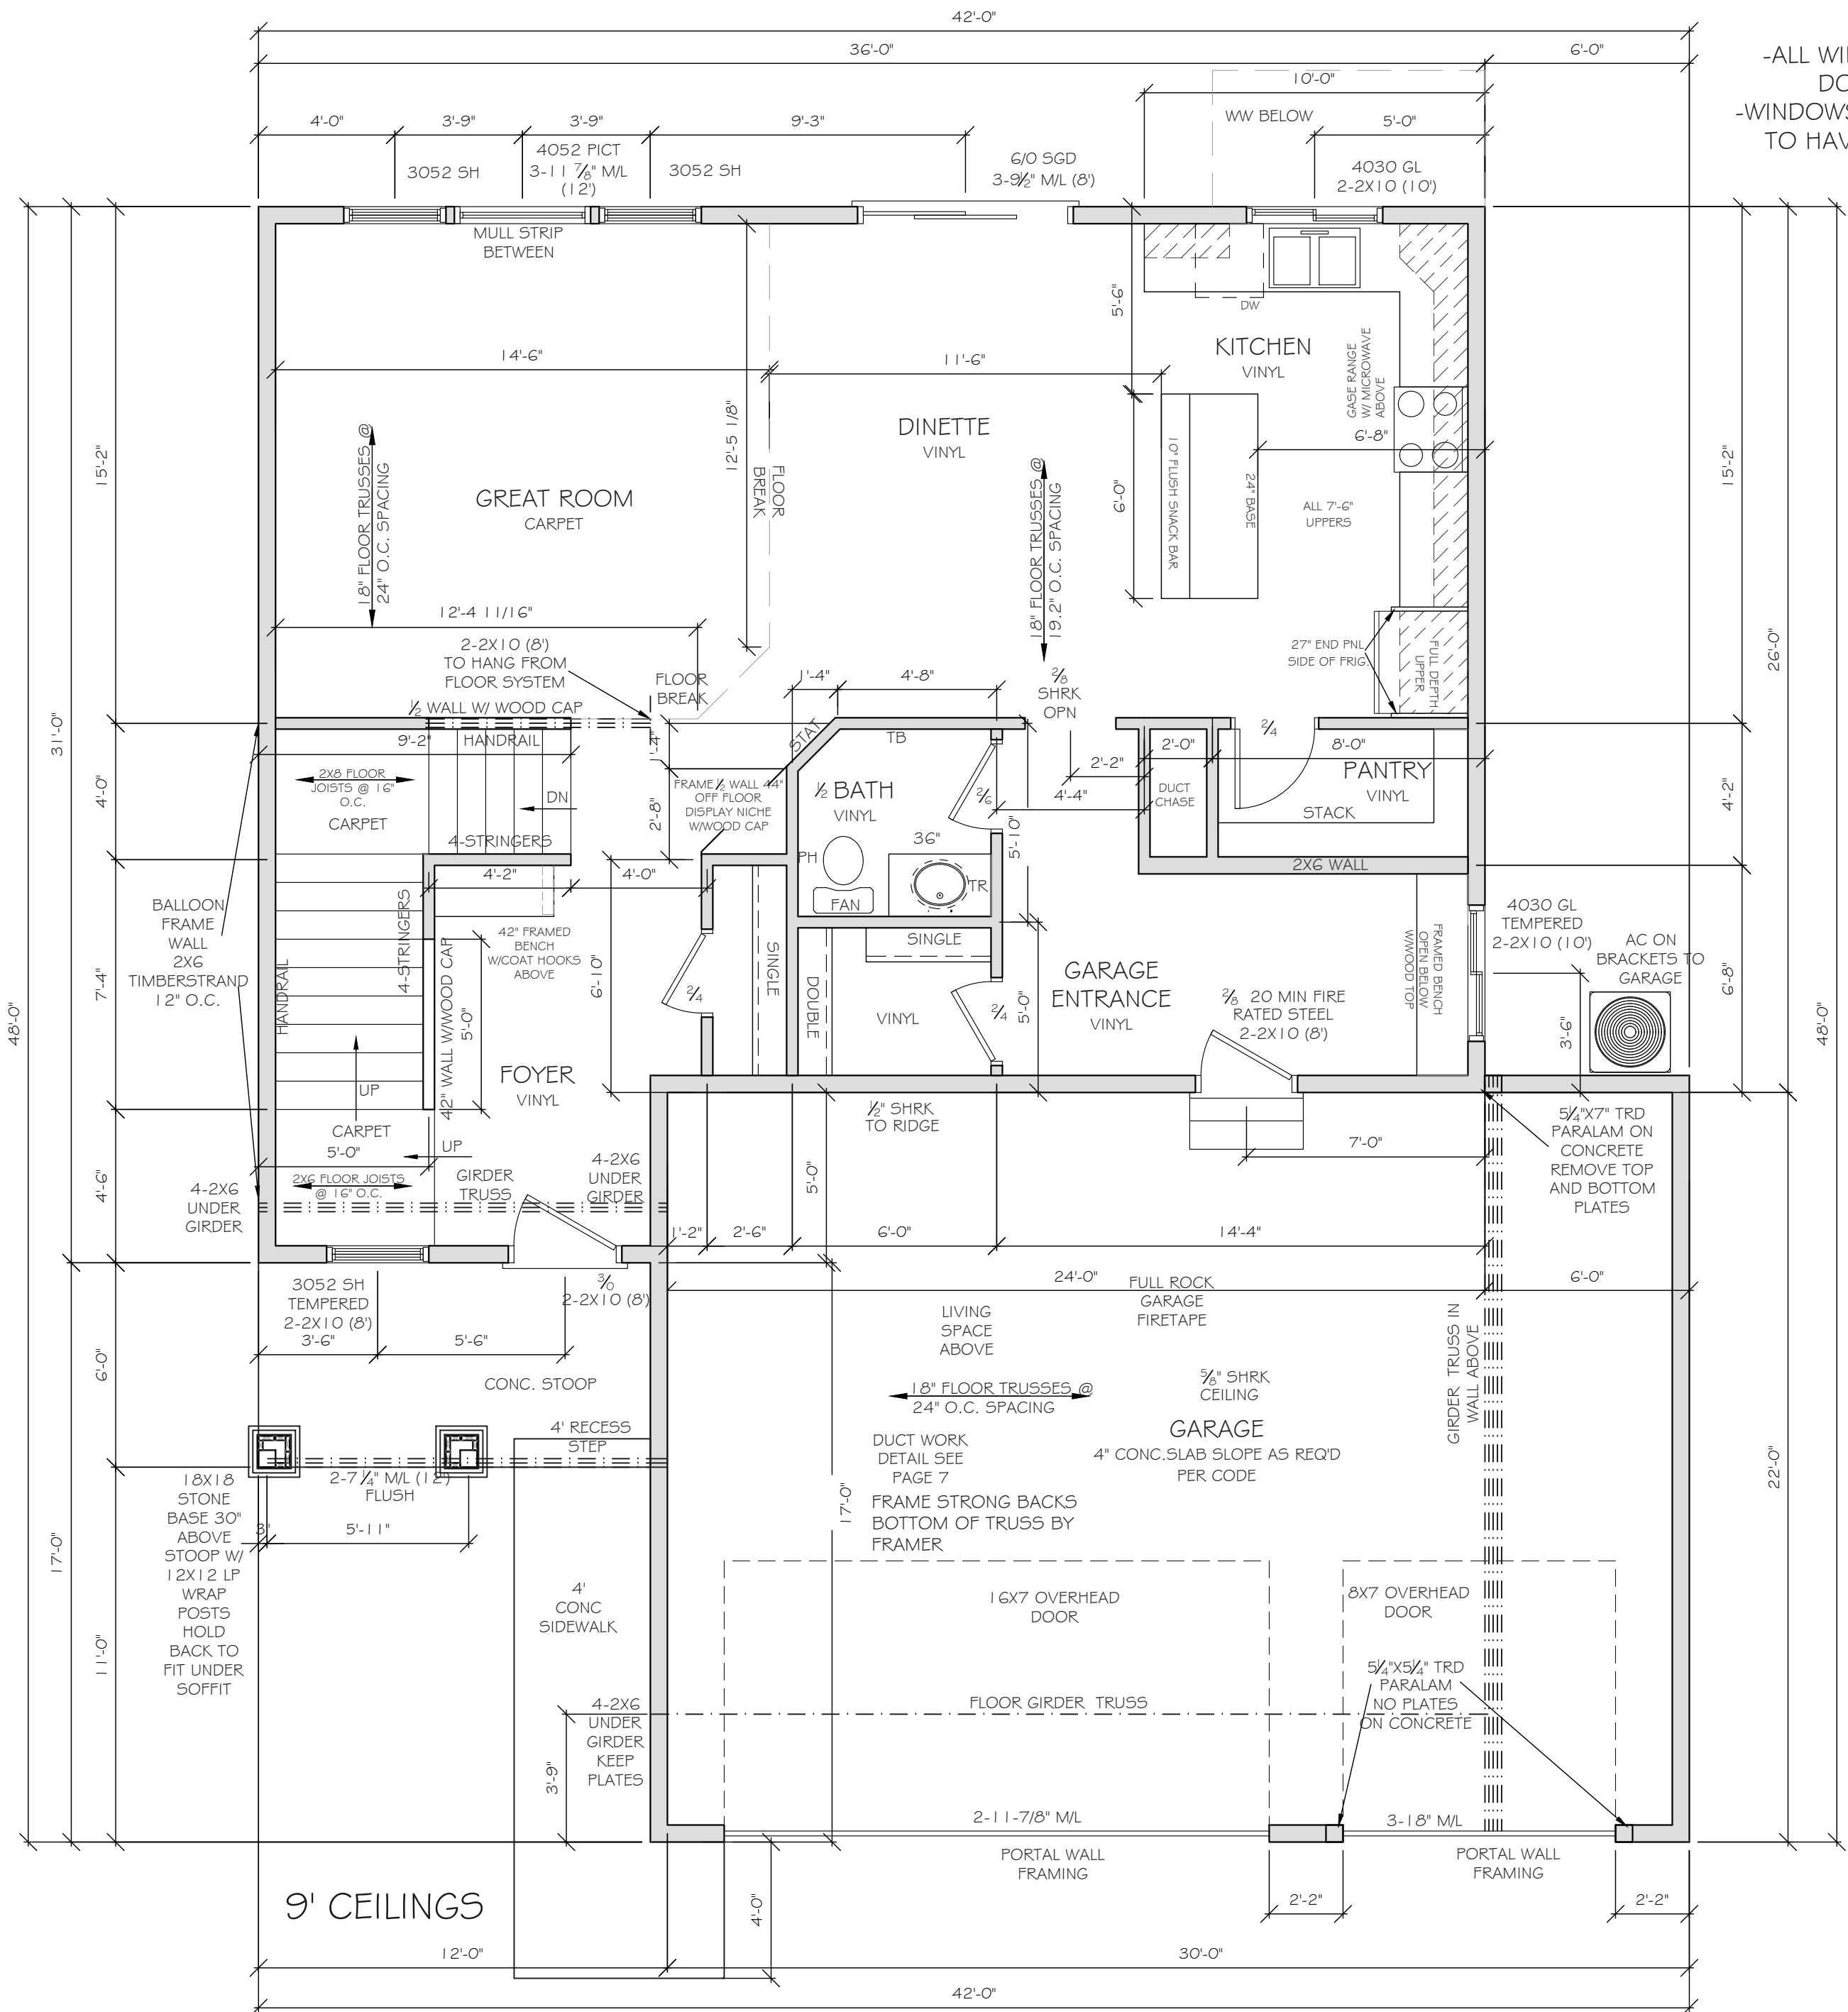 42'-0"
36'-0" 6'-0"
-ALL WI
DO
-WINDOWS
TO HAV
10'-0"
WW BELOW
4'-0" 3'-9" 3'-9" 9'-3" 5'-0"
3052 SH
4052 PICT
3-11 7/8" M/L
(12')
3052 SH
6/0 SGD
3-9½" M/L (8')
4030 GL
2-2X10 (10')
MULL STRIP
BETWEEN
DW
5'-6"
14'-6"
11'-6"
KITCHEN
VINYL
GASE RANGE
W/ MICROWAVE
ABOVE
6'-8"
12'-5 1/8"
FLOOR
BREAK
DINETTE
VINYL
18" FLOOR TRUSSES @
24" O.C. SPACING
GREAT ROOM
CARPET
18" FLOOR TRUSSES @
19.2" O.C. SPACING
6'-0"
10" FLUSH SNACK BAR
24" BASE
ALL 7'-6"
UPPERS
15'-2"
15'-2"
31'-0"
26'-0"
48'-0"
48'-0"
12'-4 11/16"
2-2X10 (8')
TO HANG FROM
FLOOR SYSTEM
FLOOR
BREAK
½ WALL W/ WOOD CAP
27" END PNL
SIDE OF FRIG.
FULL DEPTH
UPPER
1'-4" 4'-8"
2/8
SHRK
OPN
9'-2" HANDRAIL
1'-4"
STAT
TB
2'-0"
2/4
8'-0"
2'-2"
2X8 FLOOR
JOISTS @ 16"
O.C.
CARPET
DN
4-STRINGERS
4'-0"
2'-8"
FRAME ½ WALL 44"
OFF FLOOR
DISPLAY NICHE
W/WOOD CAP
½ BATH
VINYL
2/6
4'-4"
DUCT
CHASE
PANTRY
VINYL
STACK
4'-2"
36"
5'-10"
PH
TR
FAN
2X6 WALL
4'-2" 4'-0"
BALLOON
FRAME
WALL
2X6
TIMBERSTRAND
12" O.C.
7'-4"
HANDRAIL
4-STRINGERS
42" WALL W/WOOD CAP
5'-0"
42" FRAMED
BENCH
W/COAT HOOKS
ABOVE
6'-10"
2/4
SINGLE
DOUBLE
SINGLE
VINYL
2/4
5'-0"
GARAGE
ENTRANCE
VINYL
2/8 20 MIN FIRE
RATED STEEL
2-2X10 (8')
FRAMED BENCH
OPEN BELOW
W/WOOD TOP
4030 GL
TEMPERED
2-2X10 (10')
AC ON
BRACKETS TO
GARAGE
6'-8"
3'-6"
FOYER
VINYL
UP
CARPET
5'-0"
UP
2X6 FLOOR JOISTS
@ 16" O.C.
GIRDER
TRUSS
4-2X6
UNDER
GIRDER
4-2X6
UNDER
GIRDER
4'-6"
½" SHRK
TO RIDGE
5'-0"
7'-0"
5¼"X7" TRD
PARALAM ON
CONCRETE
REMOVE TOP
AND BOTTOM
PLATES
1'-2" 2'-6" 6'-0" 14'-4"
24'-0" 6'-0"
3052 SH
TEMPERED
2-2X10 (8')
3/0
2-2X10 (8')
3'-6" 5'-6"
FULL ROCK
GARAGE
FIRETAPE
LIVING
SPACE
ABOVE
GIRDER TRUSS IN
WALL ABOVE
6'-0"
CONC. STOOP
18" FLOOR TRUSSES @
24" O.C. SPACING
5/8" SHRK
CEILING
4' RECESS
STEP
GARAGE
4" CONC.SLAB SLOPE AS REQ'D
PER CODE
DUCT WORK
DETAIL SEE
PAGE 7
2-7 ¼" M/L (12')
FLUSH
3" 5'-11"
FRAME STRONG BACKS
BOTTOM OF TRUSS BY
FRAMER
17'-0"
22'-0"
18X18
STONE
BASE 30"
ABOVE
STOOP W/
12X12 LP
WRAP
POSTS
HOLD
BACK TO
FIT UNDER
SOFFIT
17'-0"
11'-0"
4'
CONC
SIDEWALK
16X7 OVERHEAD
DOOR
8X7 OVERHEAD
DOOR
5¼"X5¼" TRD
PARALAM
NO PLATES
ON CONCRETE
FLOOR GIRDER TRUSS
4-2X6
UNDER
GIRDER
KEEP
PLATES
3'-9"
2-11-7/8" M/L
3-18" M/L
PORTAL WALL
FRAMING
PORTAL WALL
FRAMING
2'-2" 2'-2"
9' CEILINGS
4'-0"
12'-0" 30'-0"
42'-0"